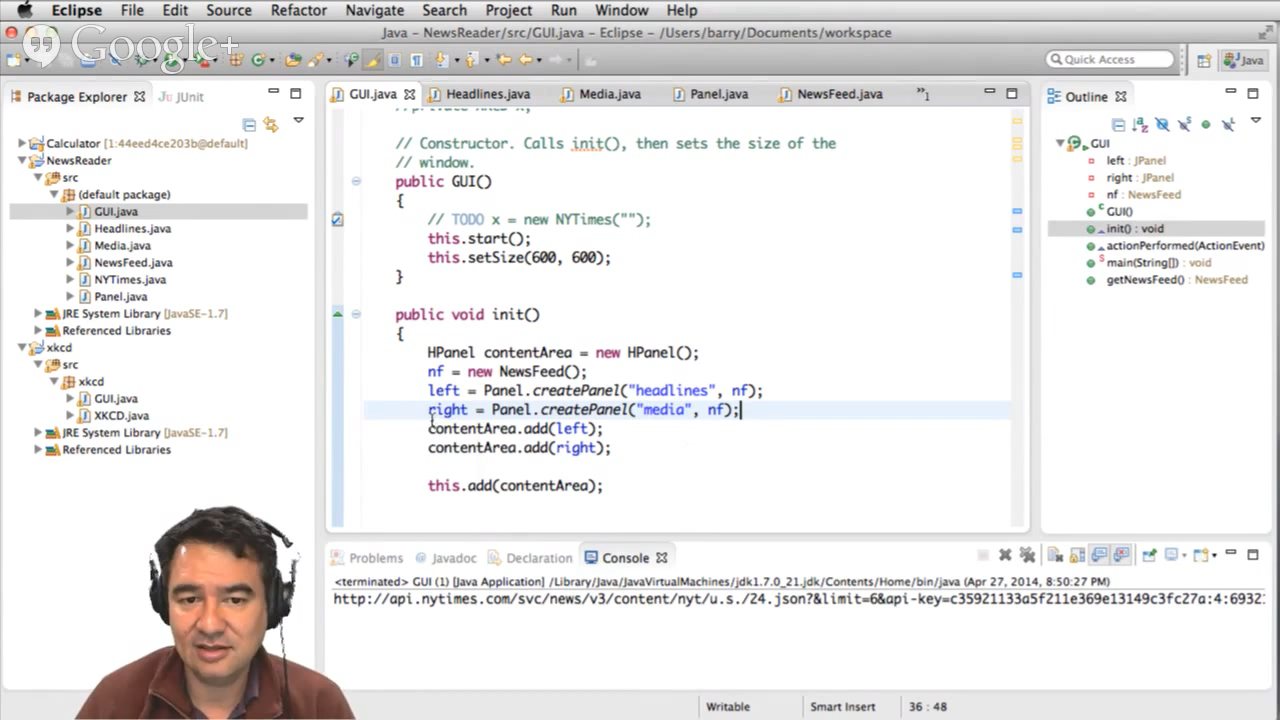 Eclipse File Edit Source Refactor Navigate Search Project Run Window Help
Java - NewsReader/src/GUI.java - Eclipse - /Users/barry/Documents/workspace
Google+
Quick Access
Java
Package Explorer
JUnit
Calculator [1:44eed4ce203b@default]
NewsReader
src
(default package)
GUI.java
Headlines.java
Media.java
NewsFeed.java
NYTimes.java
Panel.java
JRE System Library [JavaSE-1.7]
Referenced Libraries
xkcd
src
xkcd
GUI.java
XKCD.java
JRE System Library [JavaSE-1.7]
Referenced Libraries
GUI.java Headlines.java Media.java Panel.java NewsFeed.java »1
// Constructor. Calls init(), then sets the size of the
// window.
public GUI()
{
// TODO x = new NYTimes("");
this.start();
this.setSize(600, 600);
}
public void init()
{
HPanel contentArea = new HPanel();
nf = new NewsFeed();
left = Panel.createPanel("headlines", nf);
right = Panel.createPanel("media", nf);
contentArea.add(left);
contentArea.add(right);
this.add(contentArea);
Outline
GUI
left : JPanel
right : JPanel
nf : NewsFeed
GUI()
init() : void
actionPerformed(ActionEvent)
main(String[]) : void
getNewsFeed() : NewsFeed
Problems Javadoc Declaration Console
<terminated> GUI (1) [Java Application] /Library/Java/JavaVirtualMachines/jdk1.7.0_21.jdk/Contents/Home/bin/java (Apr 27, 2014, 8:50:27 PM)
http://api.nytimes.com/svc/news/v3/content/nyt/u.s./24.json?&limit=6&api-key=c35921133a5f211e369e13149c3fc27a:4:6932
Writable Smart Insert 36 : 48